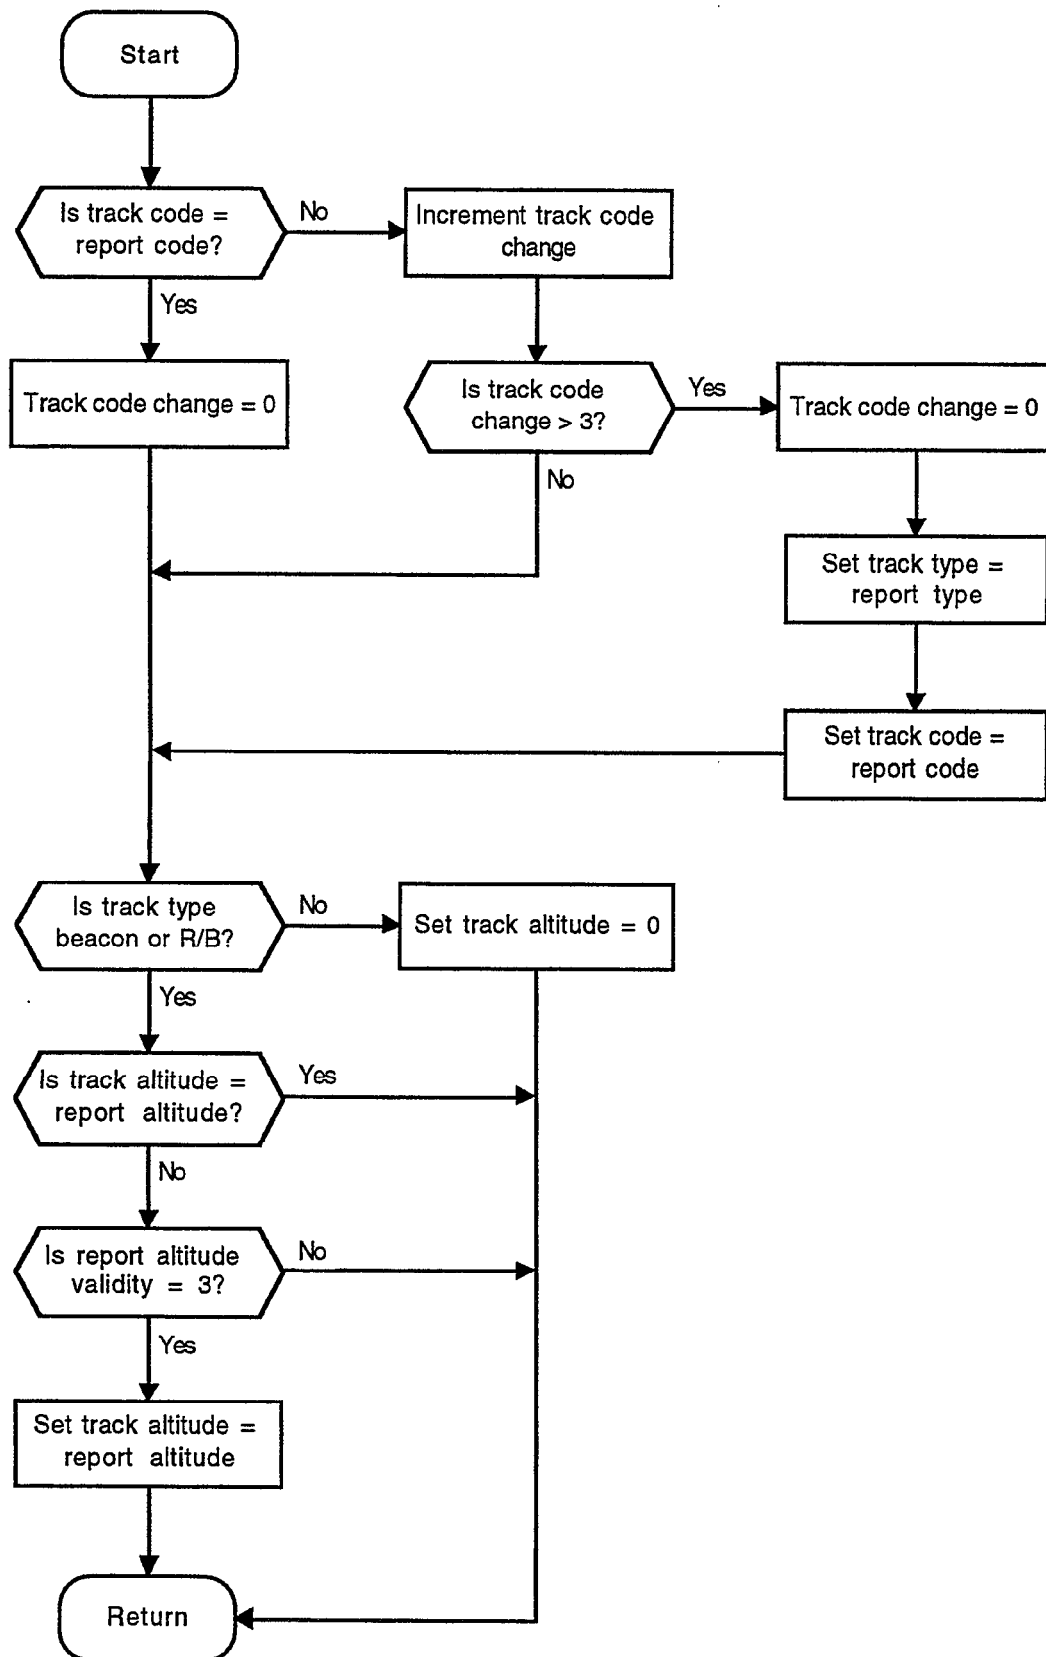 Start
Is track code =
report code?
No
Increment track code
change
Yes
Track code change = 0
Is track code
change > 3?
Yes
Track code change = 0
No
Set track type =
report type
Set track code =
report code
Is track type
beacon or R/B?
No
Set track altitude = 0
Yes
Is track altitude =
report altitude?
Yes
No
Is report altitude
validity = 3?
No
Yes
Set track altitude =
report altitude
Return